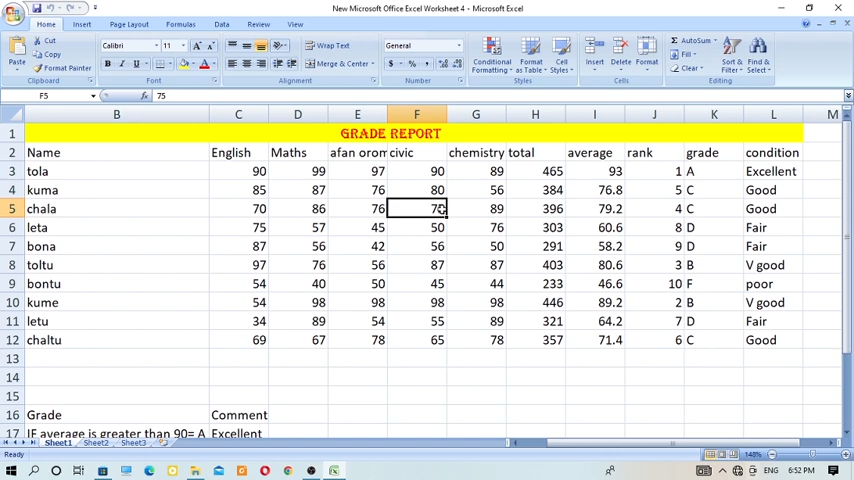 New Microsoft Office Excel Worksheet 4 - Microsoft Excel
Home Insert Page Layout Formulas Data Review View
Cut
Copy
Format Painter
Paste
Clipboard
Calibri 11
B I U
Font
Wrap Text
Merge & Center
Alignment
General
$ % ,
Number
Conditional Formatting
Format as Table
Cell Styles
Styles
Insert Delete Format
Cells
AutoSum
Fill
Clear
Sort & Filter
Find & Select
Editing
F5 75
B C D E F G H I J K L M
1 GRADE REPORT
2 Name English Maths afan orom civic chemistry total average rank grade condition
3 tola 90 99 97 90 89 465 93 1 A Excellent
4 kuma 85 87 76 80 56 384 76.8 5 C Good
5 chala 70 86 76 75 89 396 79.2 4 C Good
6 leta 75 57 45 50 76 303 60.6 8 D Fair
7 bona 87 56 42 56 50 291 58.2 9 D Fair
8 toltu 97 76 56 87 87 403 80.6 3 B V good
9 bontu 54 40 50 45 44 233 46.6 10 F poor
10 kume 54 98 98 98 98 446 89.2 2 B V good
11 letu 34 89 54 55 89 321 64.2 7 D Fair
12 chaltu 69 67 78 65 78 357 71.4 6 C Good
13
14
15
16 Grade Comment
17 IF average is greater than 90= A Excellent
Sheet1 Sheet2 Sheet3
148%
ENG 6:52 PM